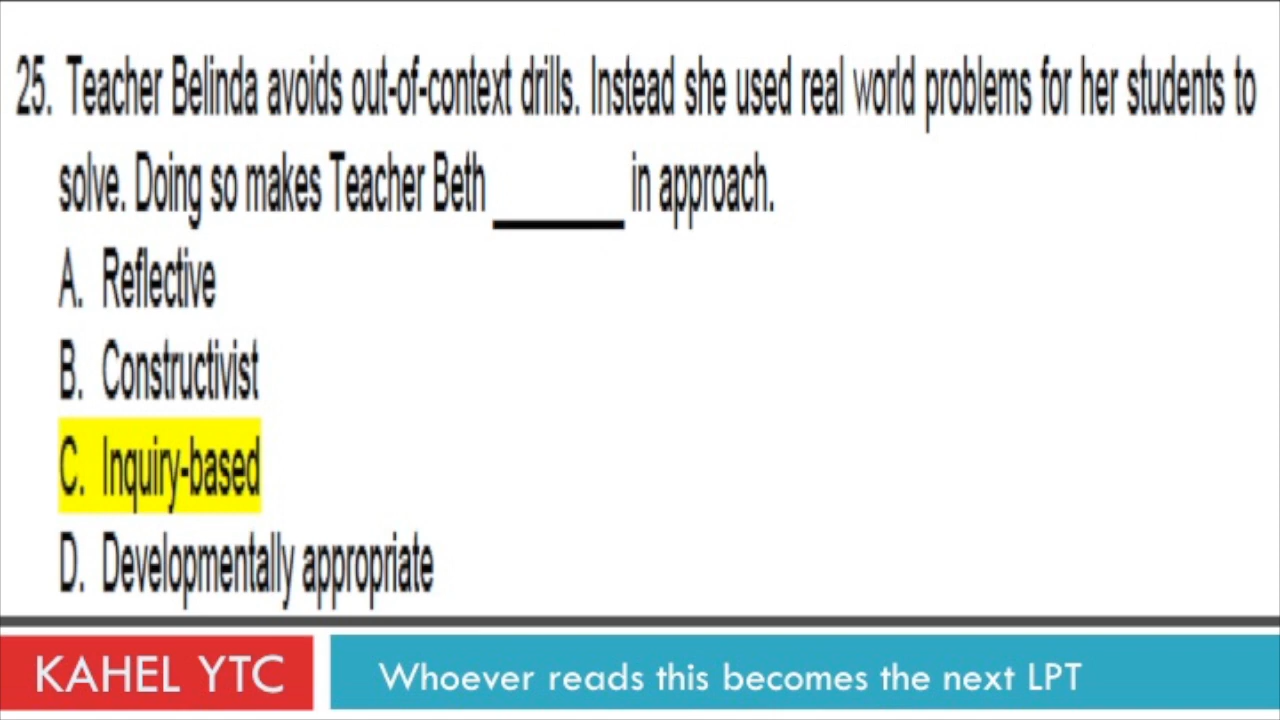 25. Teacher Belinda avoids out-of-context drills. Instead she used real world problems for her students to
solve. Doing so makes Teacher Beth ______ in approach.
A. Reflective
B. Constructivist
C. Inquiry-based
D. Developmentally appropriate
KAHEL YTC
Whoever reads this becomes the next LPT